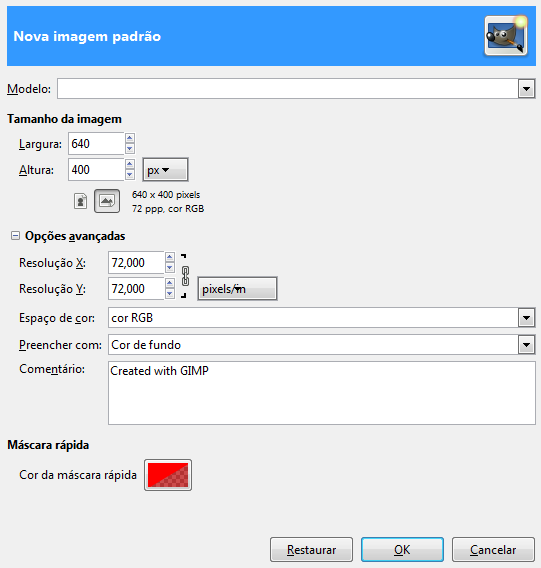 Nova imagem padrão
Modelo:
Tamanho da imagem
Largura: 640
Altura: 400 px
640 x 400 pixels
72 ppp, cor RGB
Opções avançadas
Resolução X: 72,000
Resolução Y: 72,000
Espaço de cor: cor RGB
Preencher com: Cor de fundo
Comentário: Created with GIMP
Máscara rápida
Cor da máscara rápida
Restaurar OK Cancelar